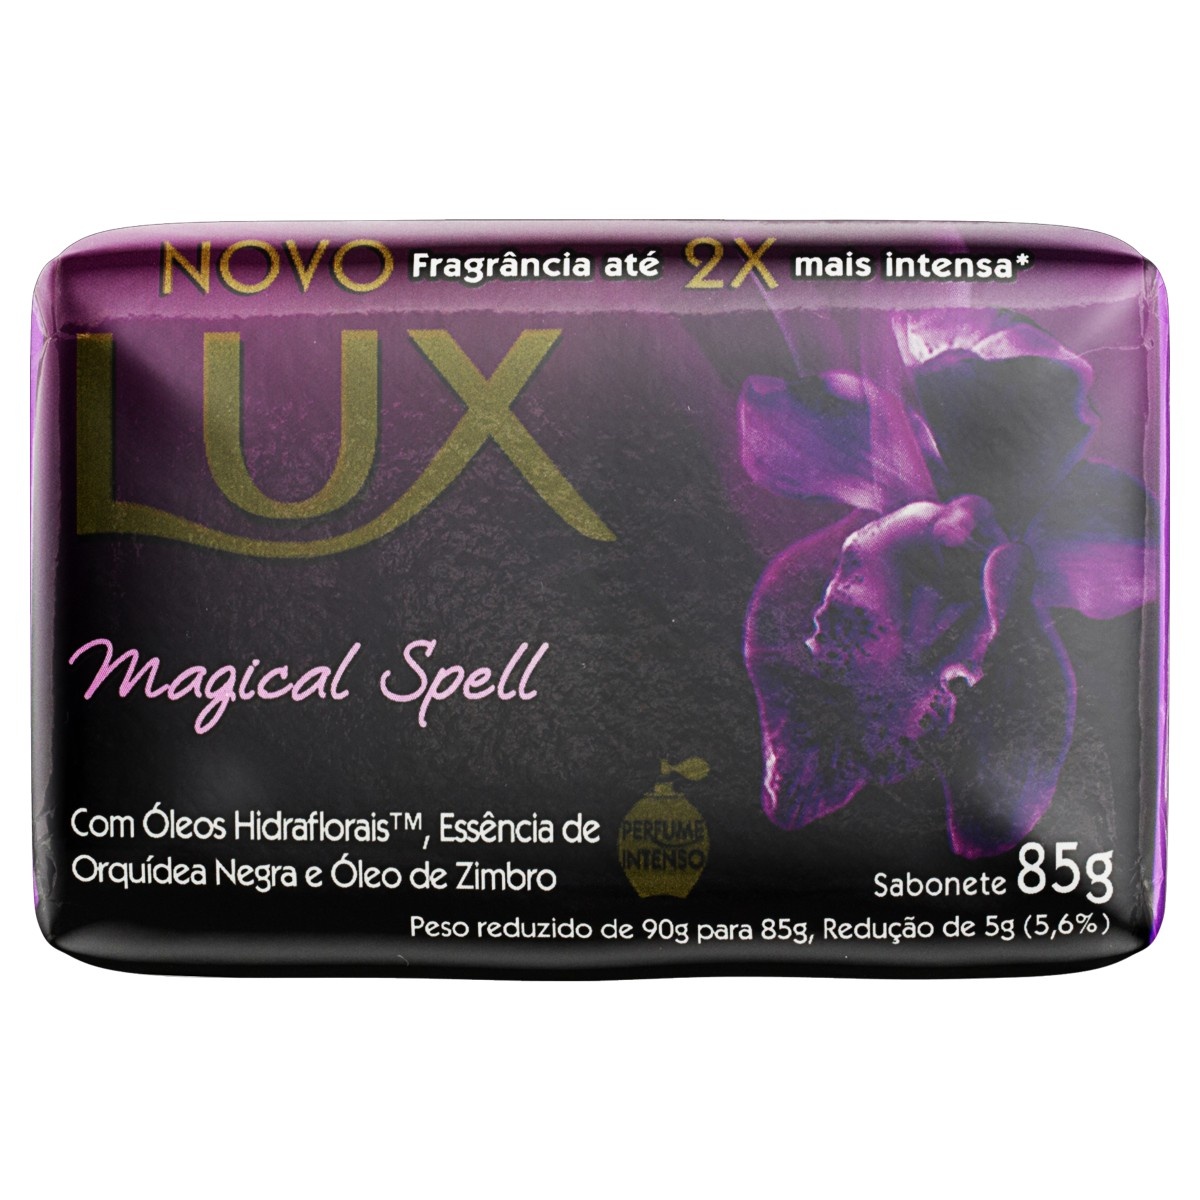 NOVO Fragrância até 2X mais intensa*
LUX
Magical Spell
Com Óleos Hidraflorais™, Essência de
Orquídea Negra e Óleo de Zimbro
PERFUME
INTENSO
Sabonete 85g
Peso reduzido de 90g para 85g, Redução de 5g (5,6%)